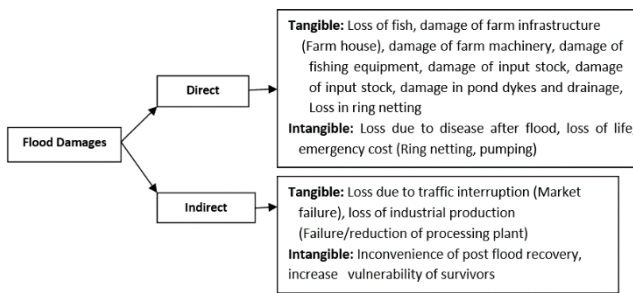 Tangible: Loss of fish, damage of farm infrastructure
(Farm house), damage of farm machinery, damage of
fishing equipment, damage of input stock, damage
of input stock, damage in pond dykes and drainage,
Loss in ring netting
Intangible: Loss due to disease after flood, loss of life,
emergency cost (Ring netting, pumping)
Direct
Flood Damages
Indirect
Tangible: Loss due to traffic interruption (Market
failure), loss of industrial production
(Failure/reduction of processing plant)
Intangible: Inconvenience of post flood recovery,
increase vulnerability of survivors